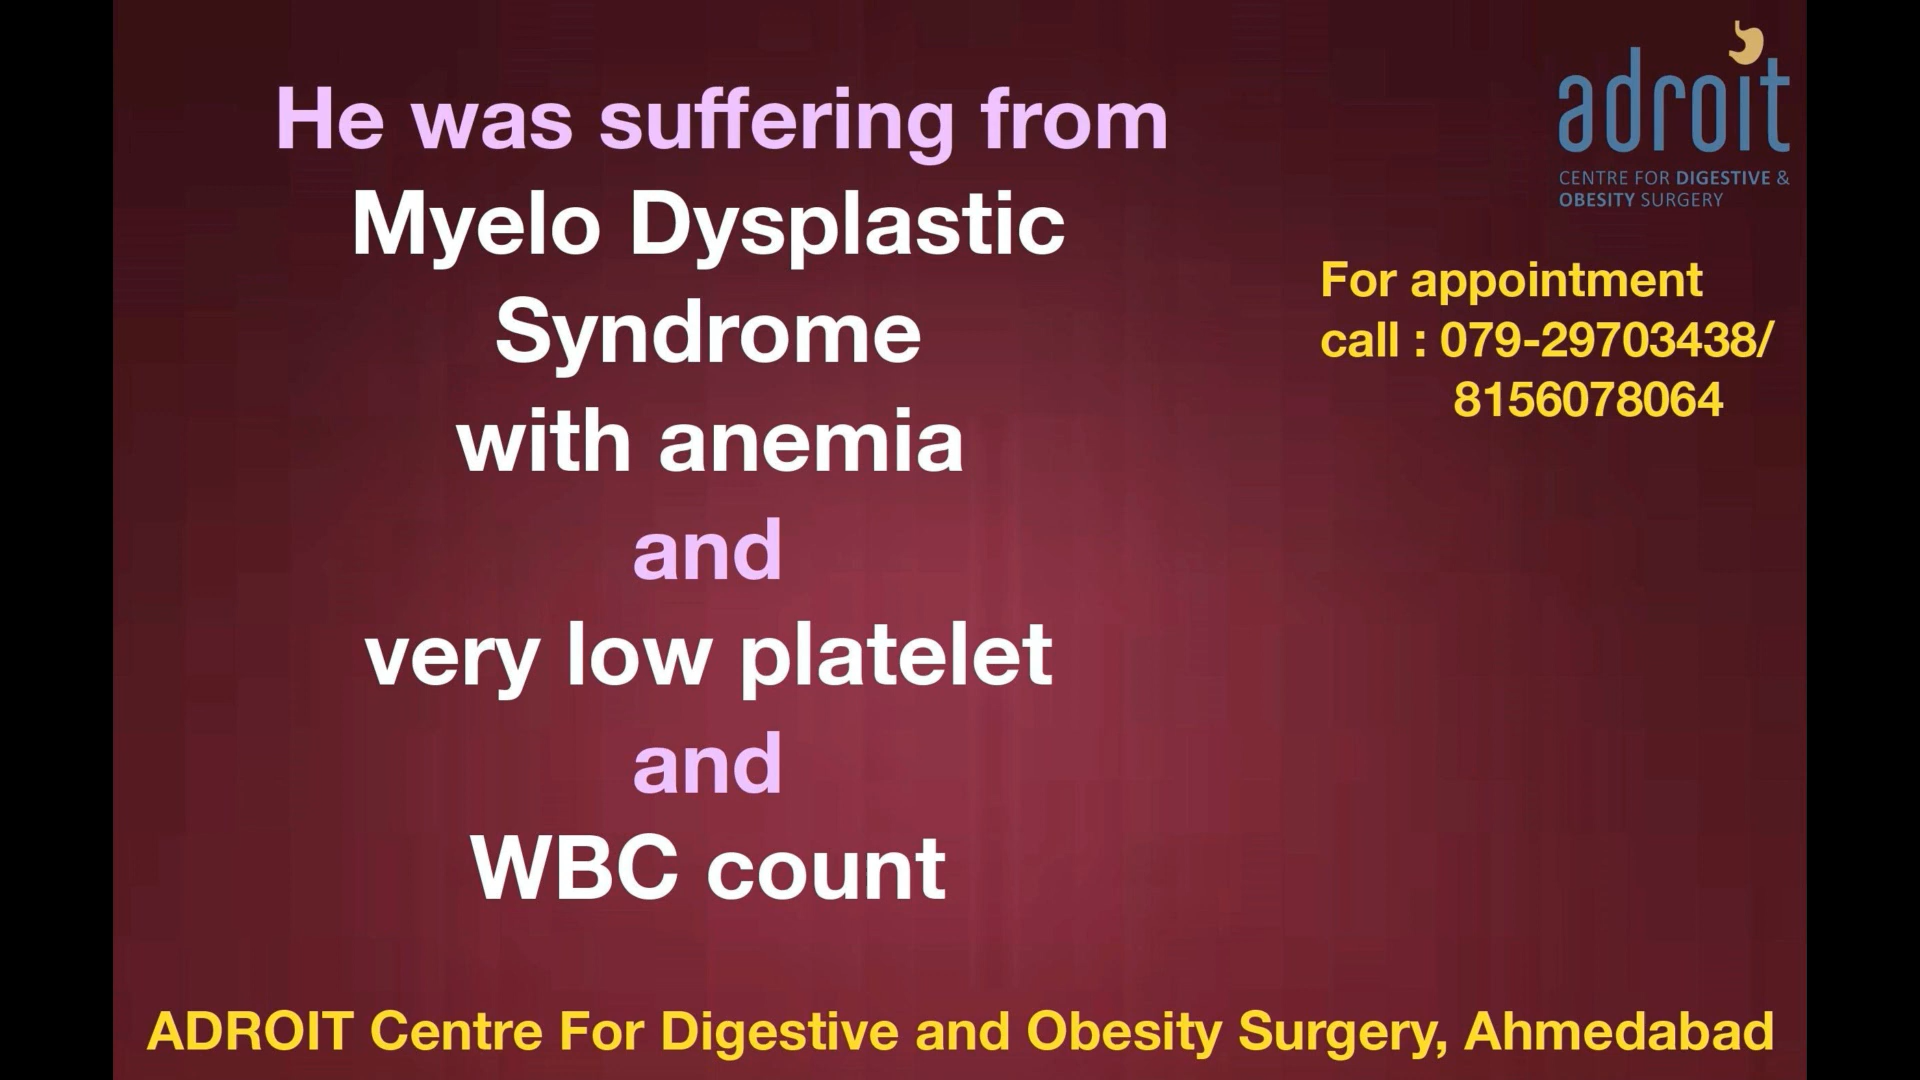 He was suffering from
Myelo Dysplastic
Syndrome
with anemia
and
very low platelet
and
WBC count
adroit
CENTRE FOR DIGESTIVE &
OBESITY SURGERY
For appointment
call : 079-29703438/
8156078064
ADROIT Centre For Digestive and Obesity Surgery, Ahmedabad